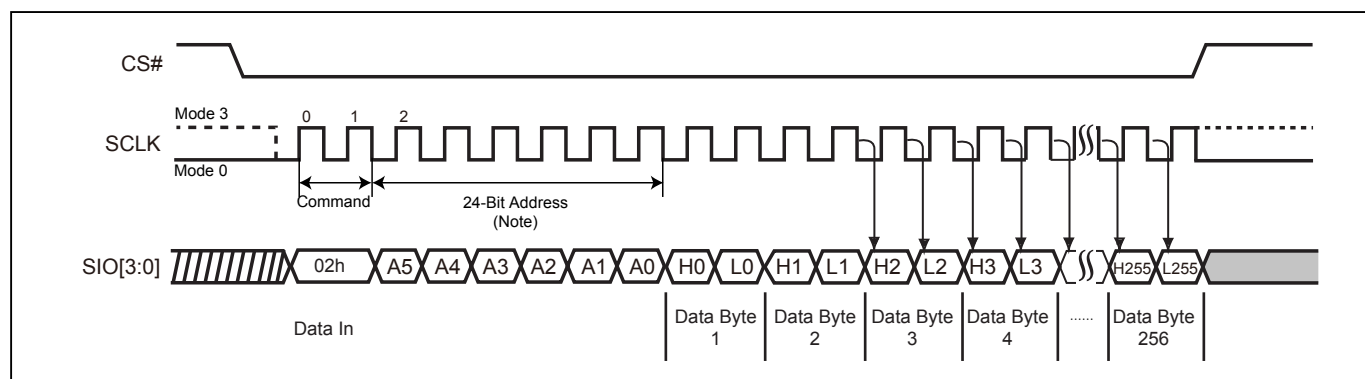 CS#
Mode 3
0 1 2
SCLK
Mode 0
Command
24-Bit Address
(Note)
SIO[3:0]
02h A5 A4 A3 A2 A1 A0 H0 L0 H1 L1 H2 L2 H3 L3 H255 L255
Data In
Data Byte
1
Data Byte
2
Data Byte
3
Data Byte
4
......
Data Byte
256